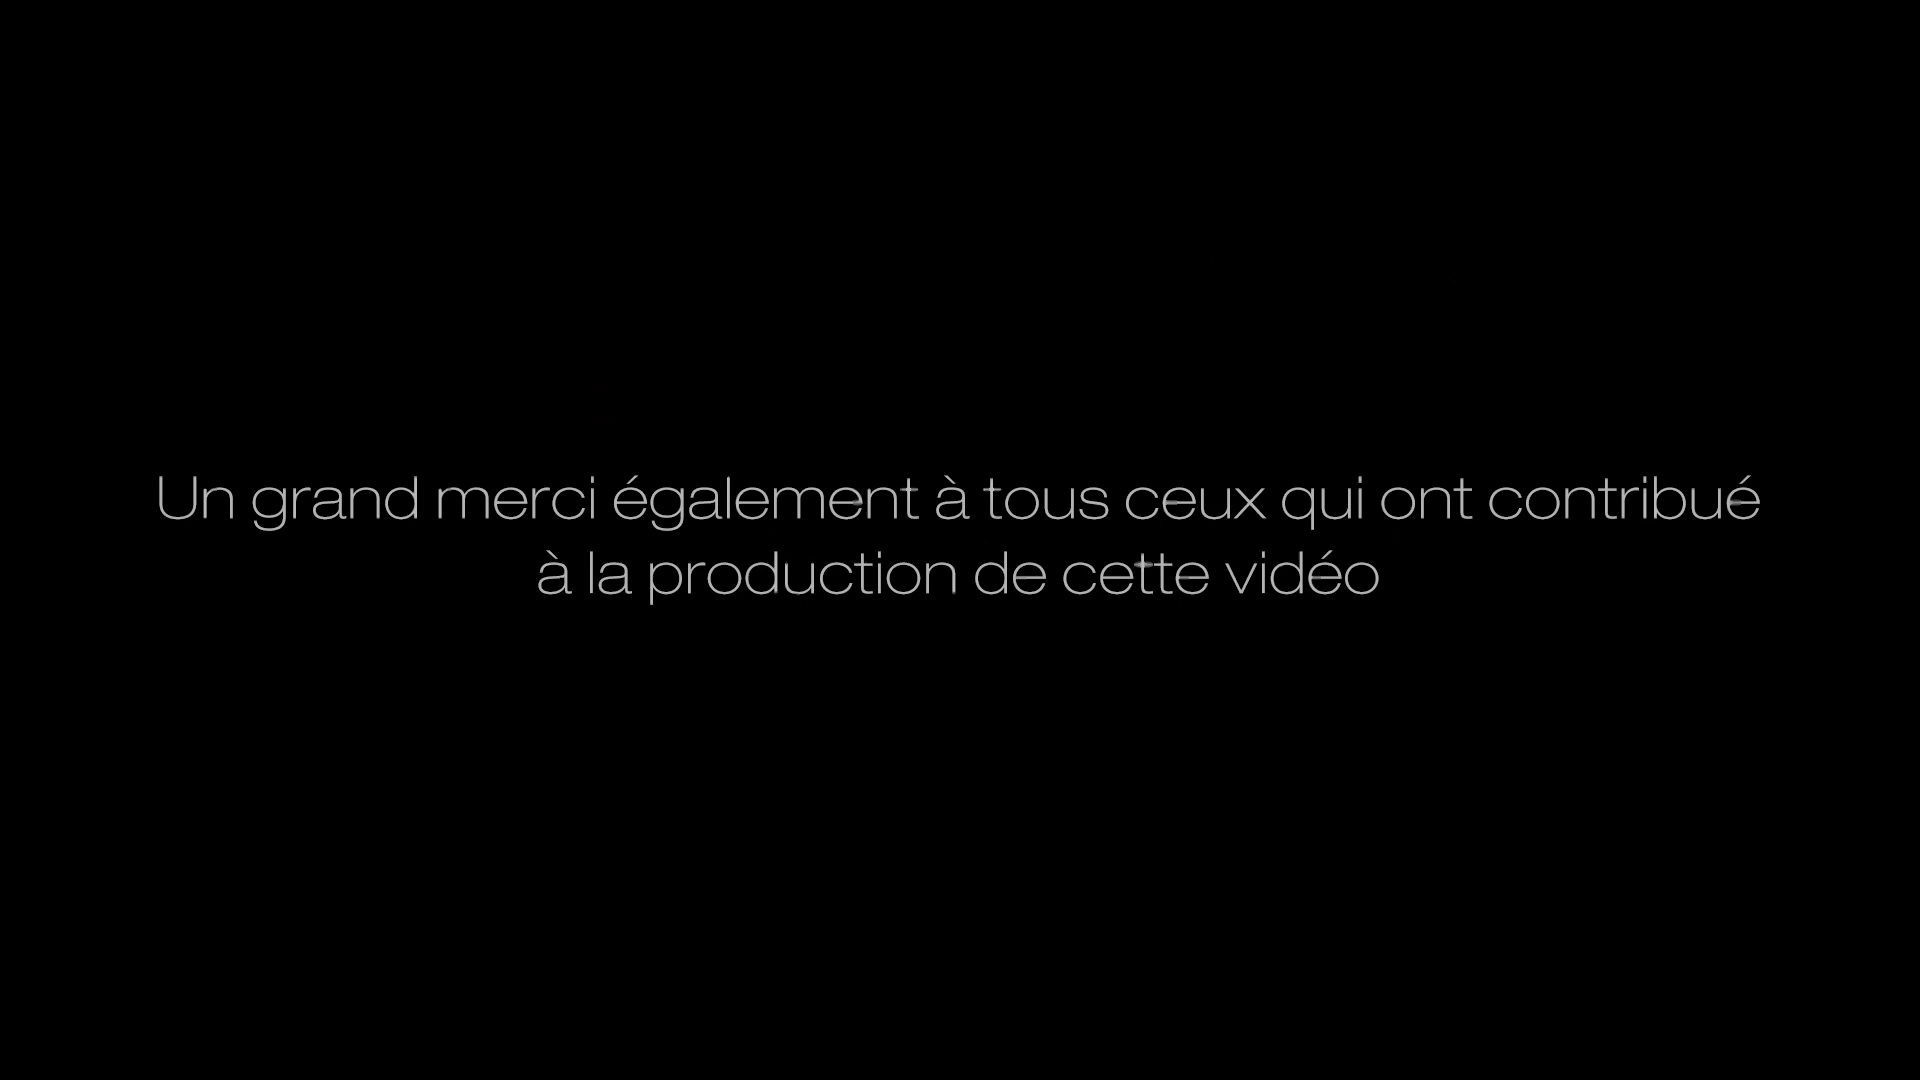 Un grand merci également à tous ceux qui ont contribué
à la production de cette vidéo